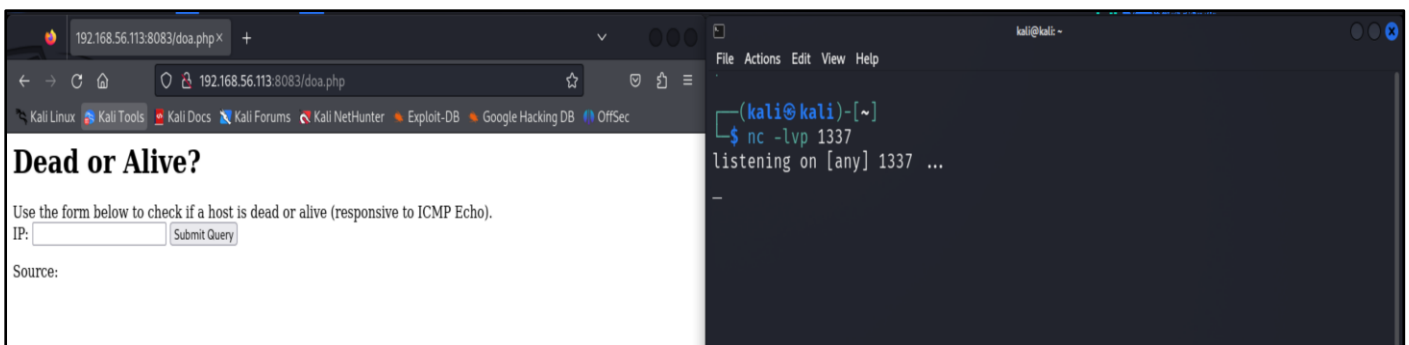 192.168.56.113:8083/doa.php × +
192.168.56.113:8083/doa.php
Kali Linux Kali Tools Kali Docs Kali Forums Kali NetHunter Exploit-DB Google Hacking DB OffSec
Dead or Alive?
Use the form below to check if a host is dead or alive (responsive to ICMP Echo).
IP: Submit Query
Source:
kali@kali: ~
File Actions Edit View Help
(kali㉿kali)-[~]
$ nc -lvp 1337
listening on [any] 1337 ...